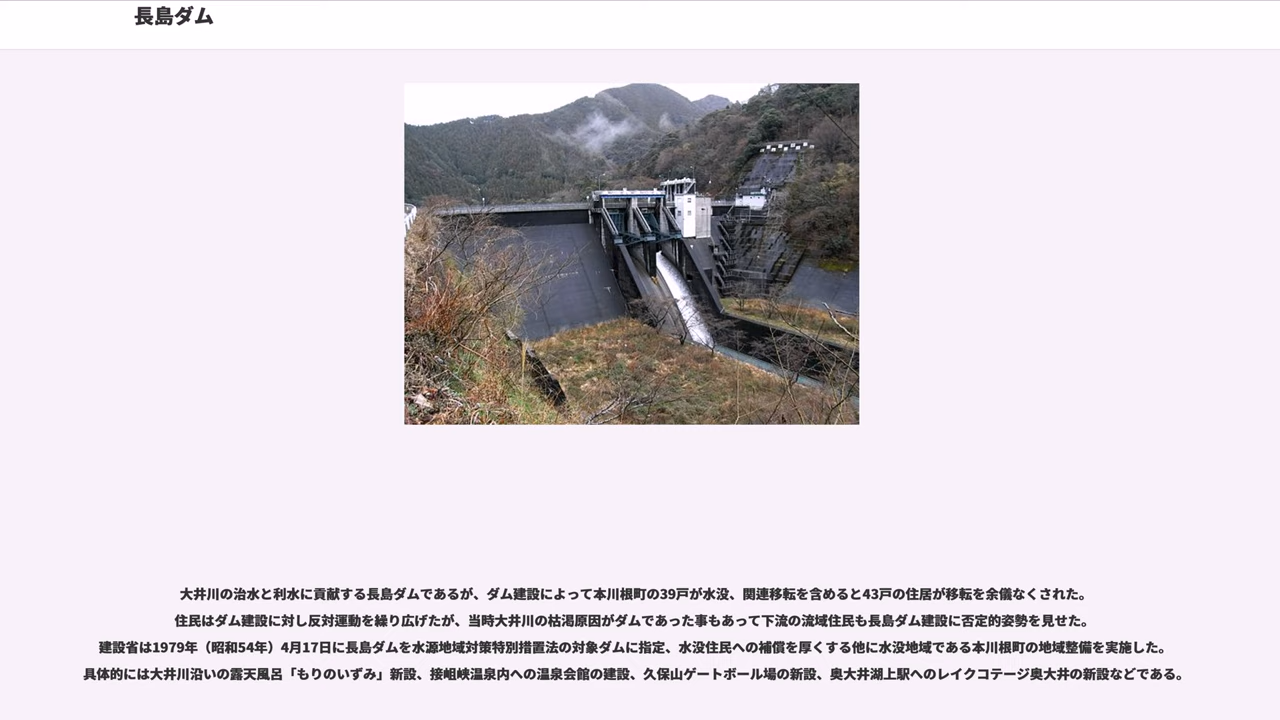 長島ダム
大井川の治水と利水に貢献する長島ダムであるが、ダム建設によって本川根町の39戸が水没、関連移転を含めると43戸の住居が移転を余儀なくされた。
住民はダム建設に対し反対運動を繰り広げたが、当時大井川の枯渇原因がダムであった事もあって下流の流域住民も長島ダム建設に否定的姿勢を見せた。
建設省は1979年（昭和54年）4月17日に長島ダムを水源地域対策特別措置法の対象ダムに指定、水没住民への補償を厚くする他に水没地域である本川根町の地域整備を実施した。
具体的には大井川沿いの露天風呂「もりのいずみ」新設、接岨峡温泉内への温泉会館の建設、久保山ゲートボール場の新設、奥大井湖上駅へのレイクコテージ奥大井の新設などである。